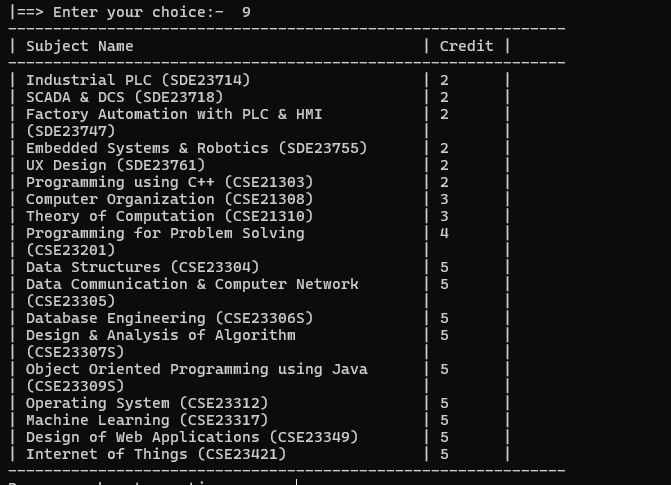 |==> Enter your choice:-  9
--------------------------------------------------------------
| Subject Name                                | Credit |
--------------------------------------------------------------
| Industrial PLC (SDE23714)                   | 2      |
| SCADA & DCS (SDE23718)                      | 2      |
| Factory Automation with PLC & HMI           | 2      |
| (SDE23747)                                  |        |
| Embedded Systems & Robotics (SDE23755)      | 2      |
| UX Design (SDE23761)                        | 2      |
| Programming using C++ (CSE21303)            | 2      |
| Computer Organization (CSE21308)            | 3      |
| Theory of Computation (CSE21310)            | 3      |
| Programming for Problem Solving             | 4      |
| (CSE23201)                                  |        |
| Data Structures (CSE23304)                  | 5      |
| Data Communication & Computer Network       | 5      |
| (CSE23305)                                  |        |
| Database Engineering (CSE23306S)            | 5      |
| Design & Analysis of Algorithm              | 5      |
| (CSE23307S)                                 |        |
| Object Oriented Programming using Java      | 5      |
| (CSE23309S)                                 |        |
| Operating System (CSE23312)                 | 5      |
| Machine Learning (CSE23317)                 | 5      |
| Design of Web Applications (CSE23349)       | 5      |
| Internet of Things (CSE23421)               | 5      |
--------------------------------------------------------------